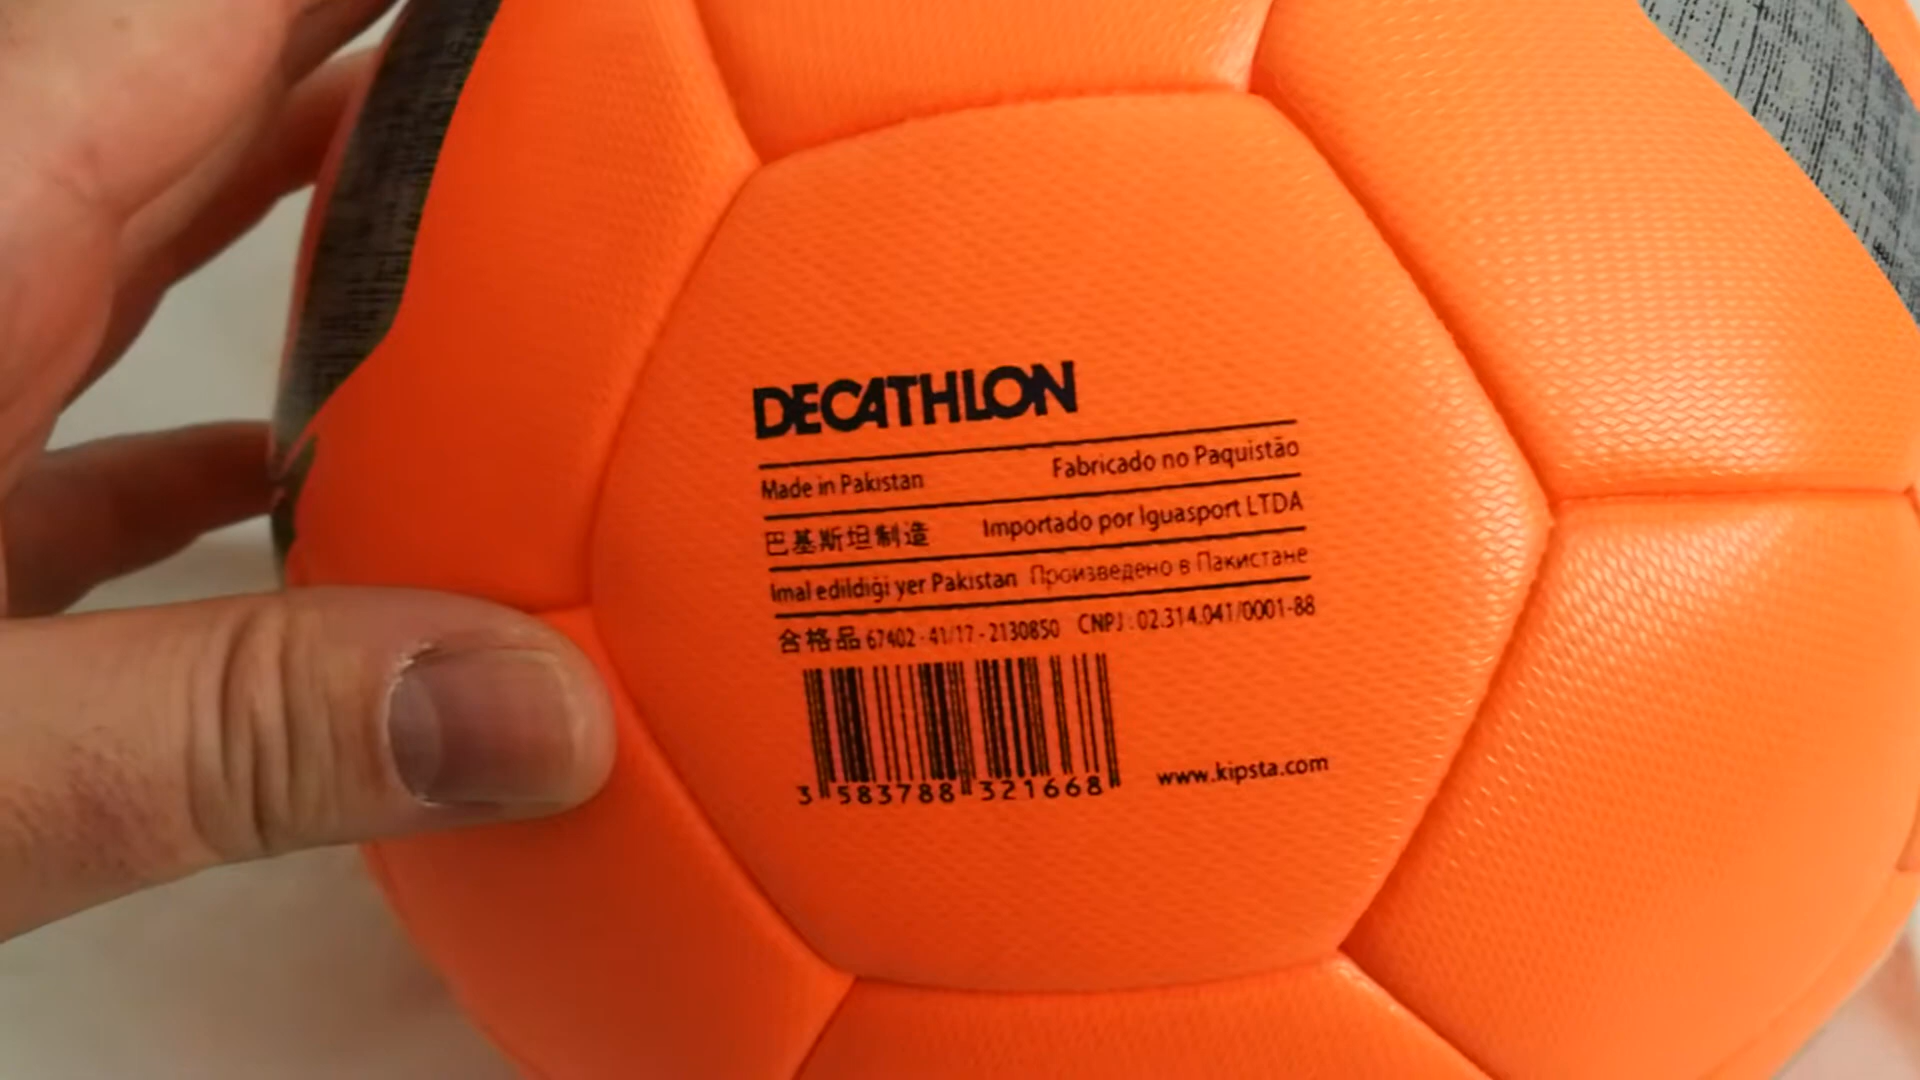 DECATHLON
Made in Pakistan Fabricado no Paquistão
巴基斯坦制造 Importado por Iguasport LTDA
Imal edildiği yer Pakistan Произведено в Пакистане
合格品 67402 - 41/17 - 2130850 CNPJ : 02.314.041/0001-88
3 583788 321668 www.kipsta.com